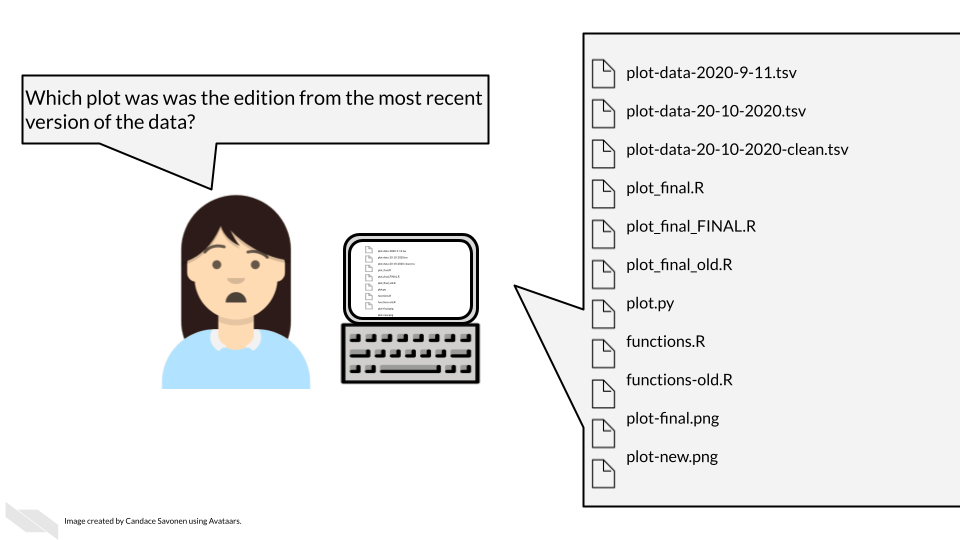 Which plot was was the edition from the most recent
version of the data?
plot-data-2020-9-11.tsv
plot-data-20-10-2020.tsv
plot-data-20-10-2020-clean.tsv
plot_final.R
plot_final_FINAL.R
plot_final_old.R
plot.py
functions.R
functions-old.R
plot-final.png
plot-new.png
Image created by Candace Savonen using Avataars.